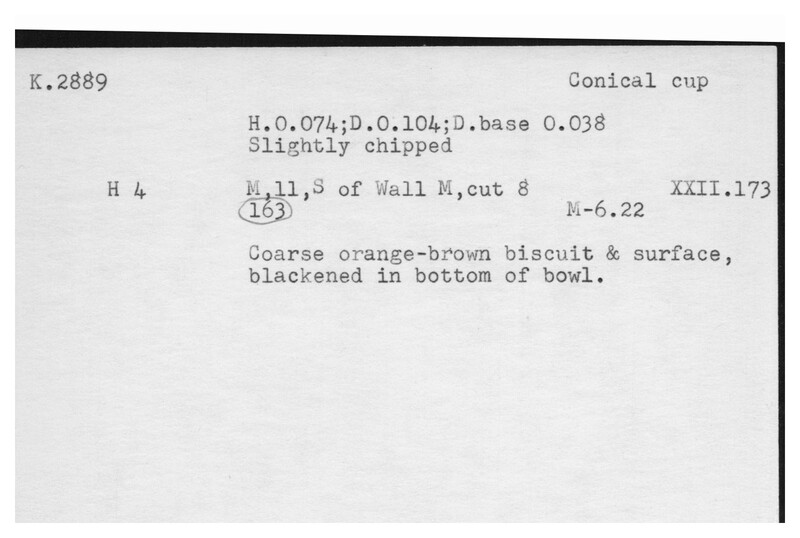 K.2889 Conical cup
H.0.074;D.0.104;D.base 0.038
Slightly chipped
H 4 M,11,S of Wall M,cut 8 XXII.173
163 M-6.22
Coarse orange-brown biscuit & surface,
blackened in bottom of bowl.